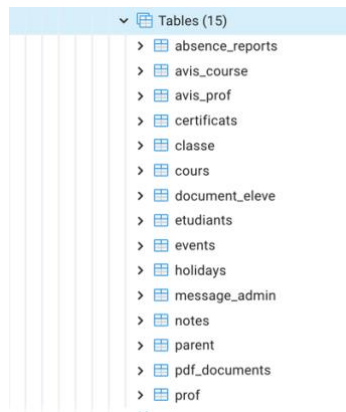 Tables (15)
absence_reports
avis_course
avis_prof
certificats
classe
cours
document_eleve
etudiants
events
holidays
message_admin
notes
parent
pdf_documents
prof